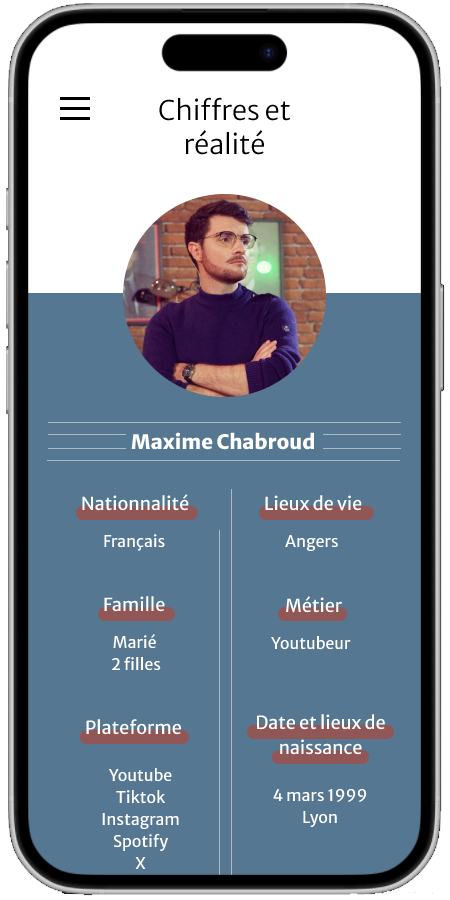 Chiffres et
réalité
Maxime Chabroud
Nationnalité
Français
Lieux de vie
Angers
Famille
Marié
2 filles
Métier
Youtubeur
Plateforme
Youtube
Tiktok
Instagram
Spotify
X
Date et lieux de
naissance
4 mars 1999
Lyon